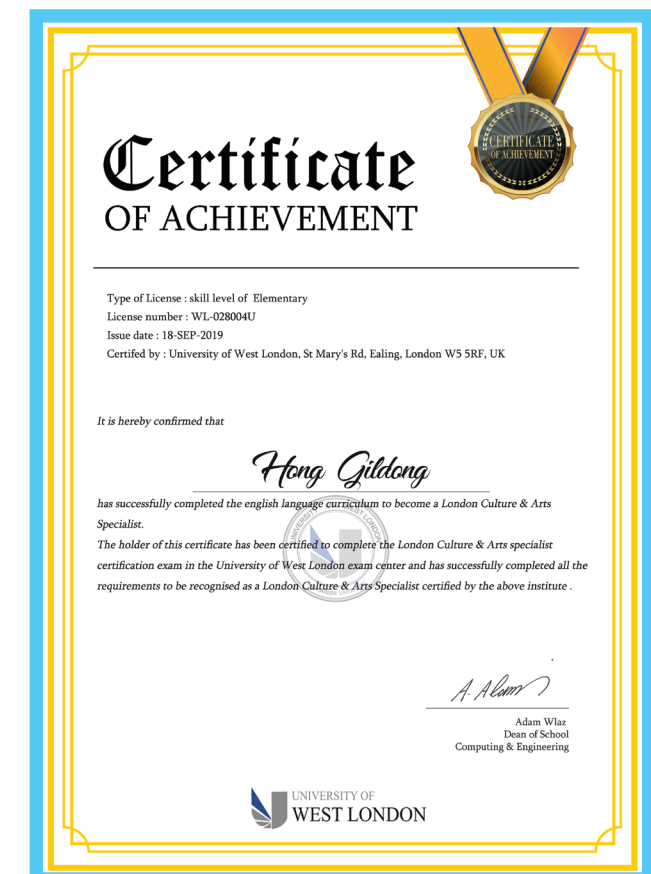 CERTIFICATE
OF ACHIEVEMENT
Certificate
OF ACHIEVEMENT
Type of License : skill level of Elementary
License number : WL-028004U
Issue date : 18-SEP-2019
Certifed by : University of West London, St Mary's Rd, Ealing, London W5 5RF, UK
It is hereby confirmed that
Hong Gildong
has successfully completed the english language curriculum to become a London Culture & Arts
Specialist.
The holder of this certificate has been certified to complete the London Culture & Arts specialist
certification exam in the University of West London exam center and has successfully completed all the
requirements to be recognised as a London Culture & Arts Specialist certified by the above institute .
Adam Wlaz
Dean of School
Computing & Engineering
UNIVERSITY OF
WEST LONDON